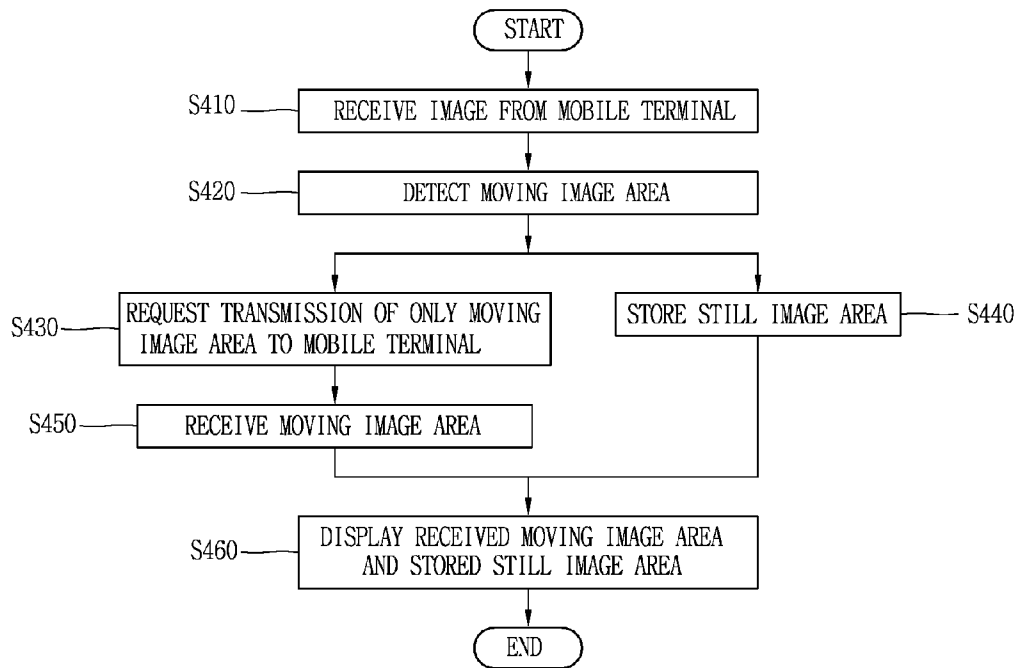 START
S410
RECEIVE IMAGE FROM MOBILE TERMINAL
S420
DETECT MOVING IMAGE AREA
S430
REQUEST TRANSMISSION OF ONLY MOVING
IMAGE AREA TO MOBILE TERMINAL
STORE STILL IMAGE AREA
S440
S450
RECEIVE MOVING IMAGE AREA
S460
DISPLAY RECEIVED MOVING IMAGE AREA
AND STORED STILL IMAGE AREA
END